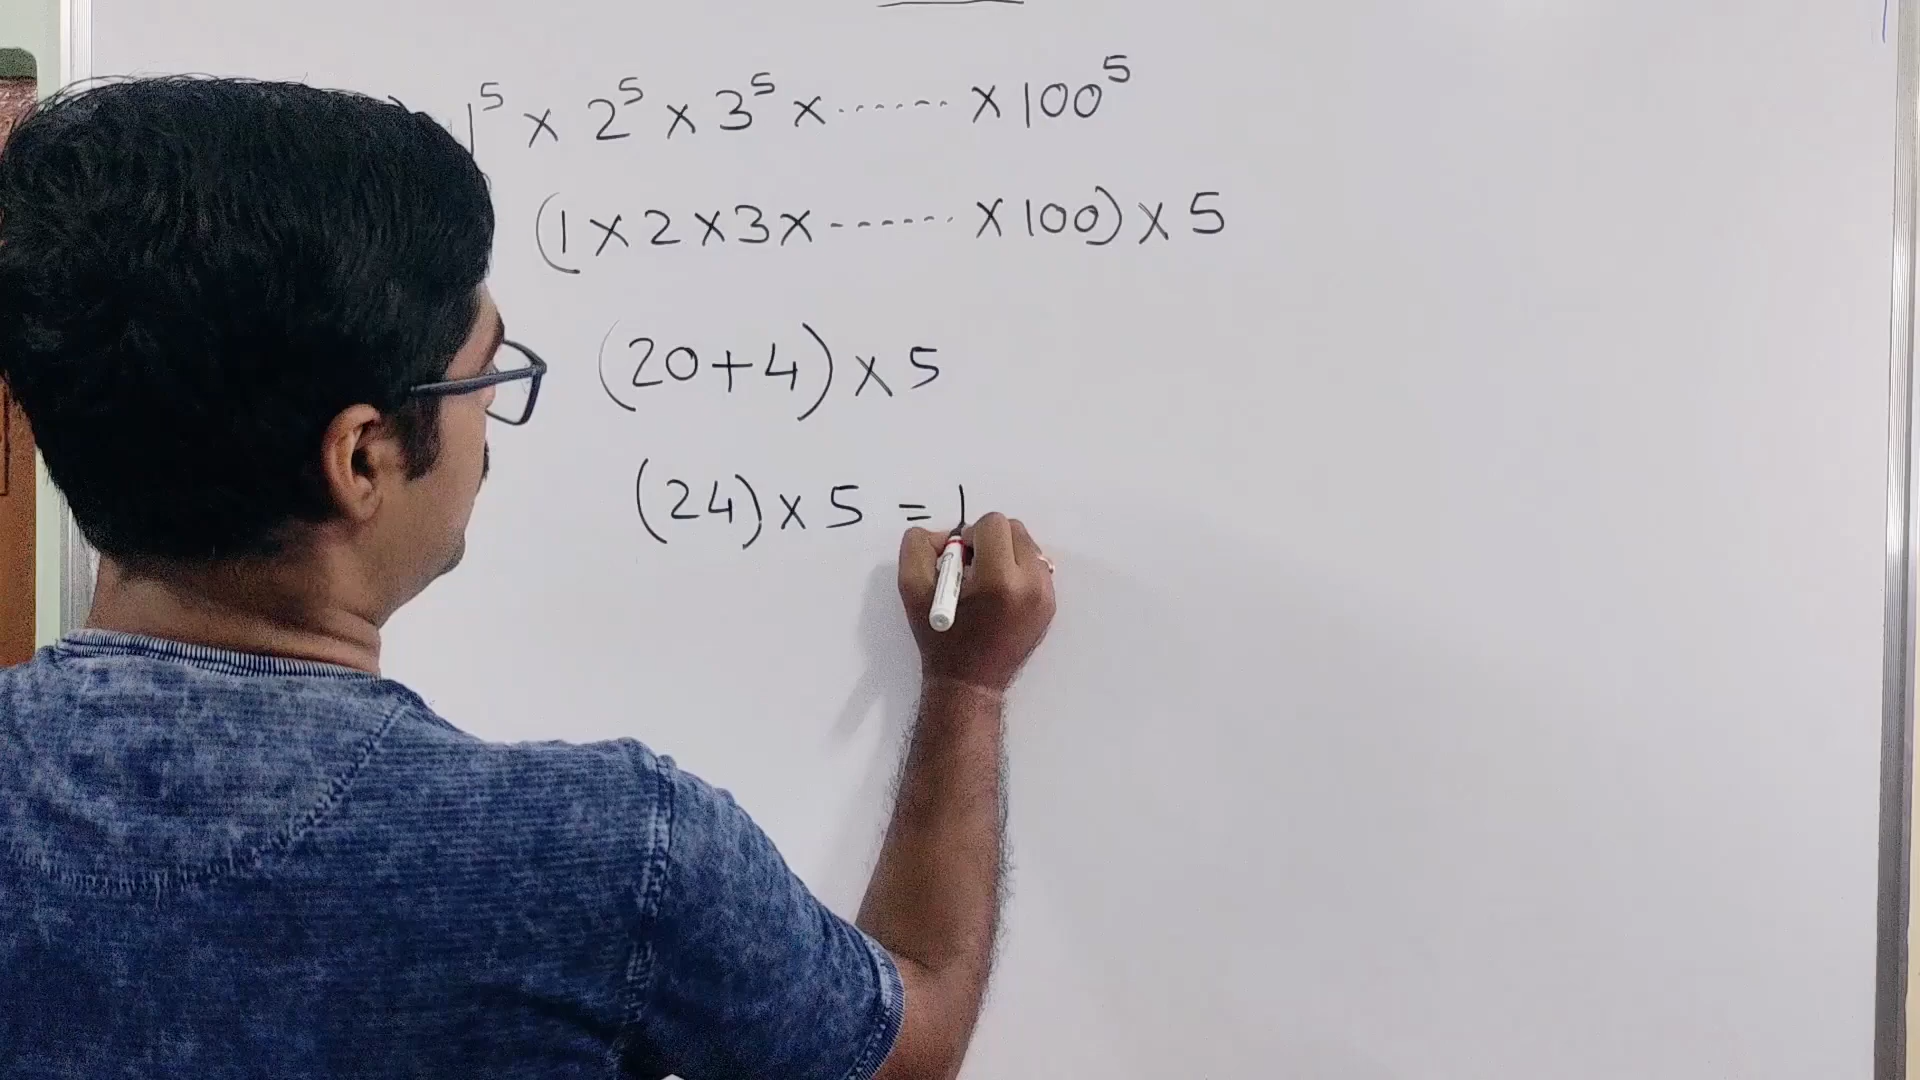 1⁵ × 2⁵ × 3⁵ × ....... × 100⁵
(1 × 2 × 3 × ------- × 100) × 5
(20+4) × 5
(24) × 5 = 1